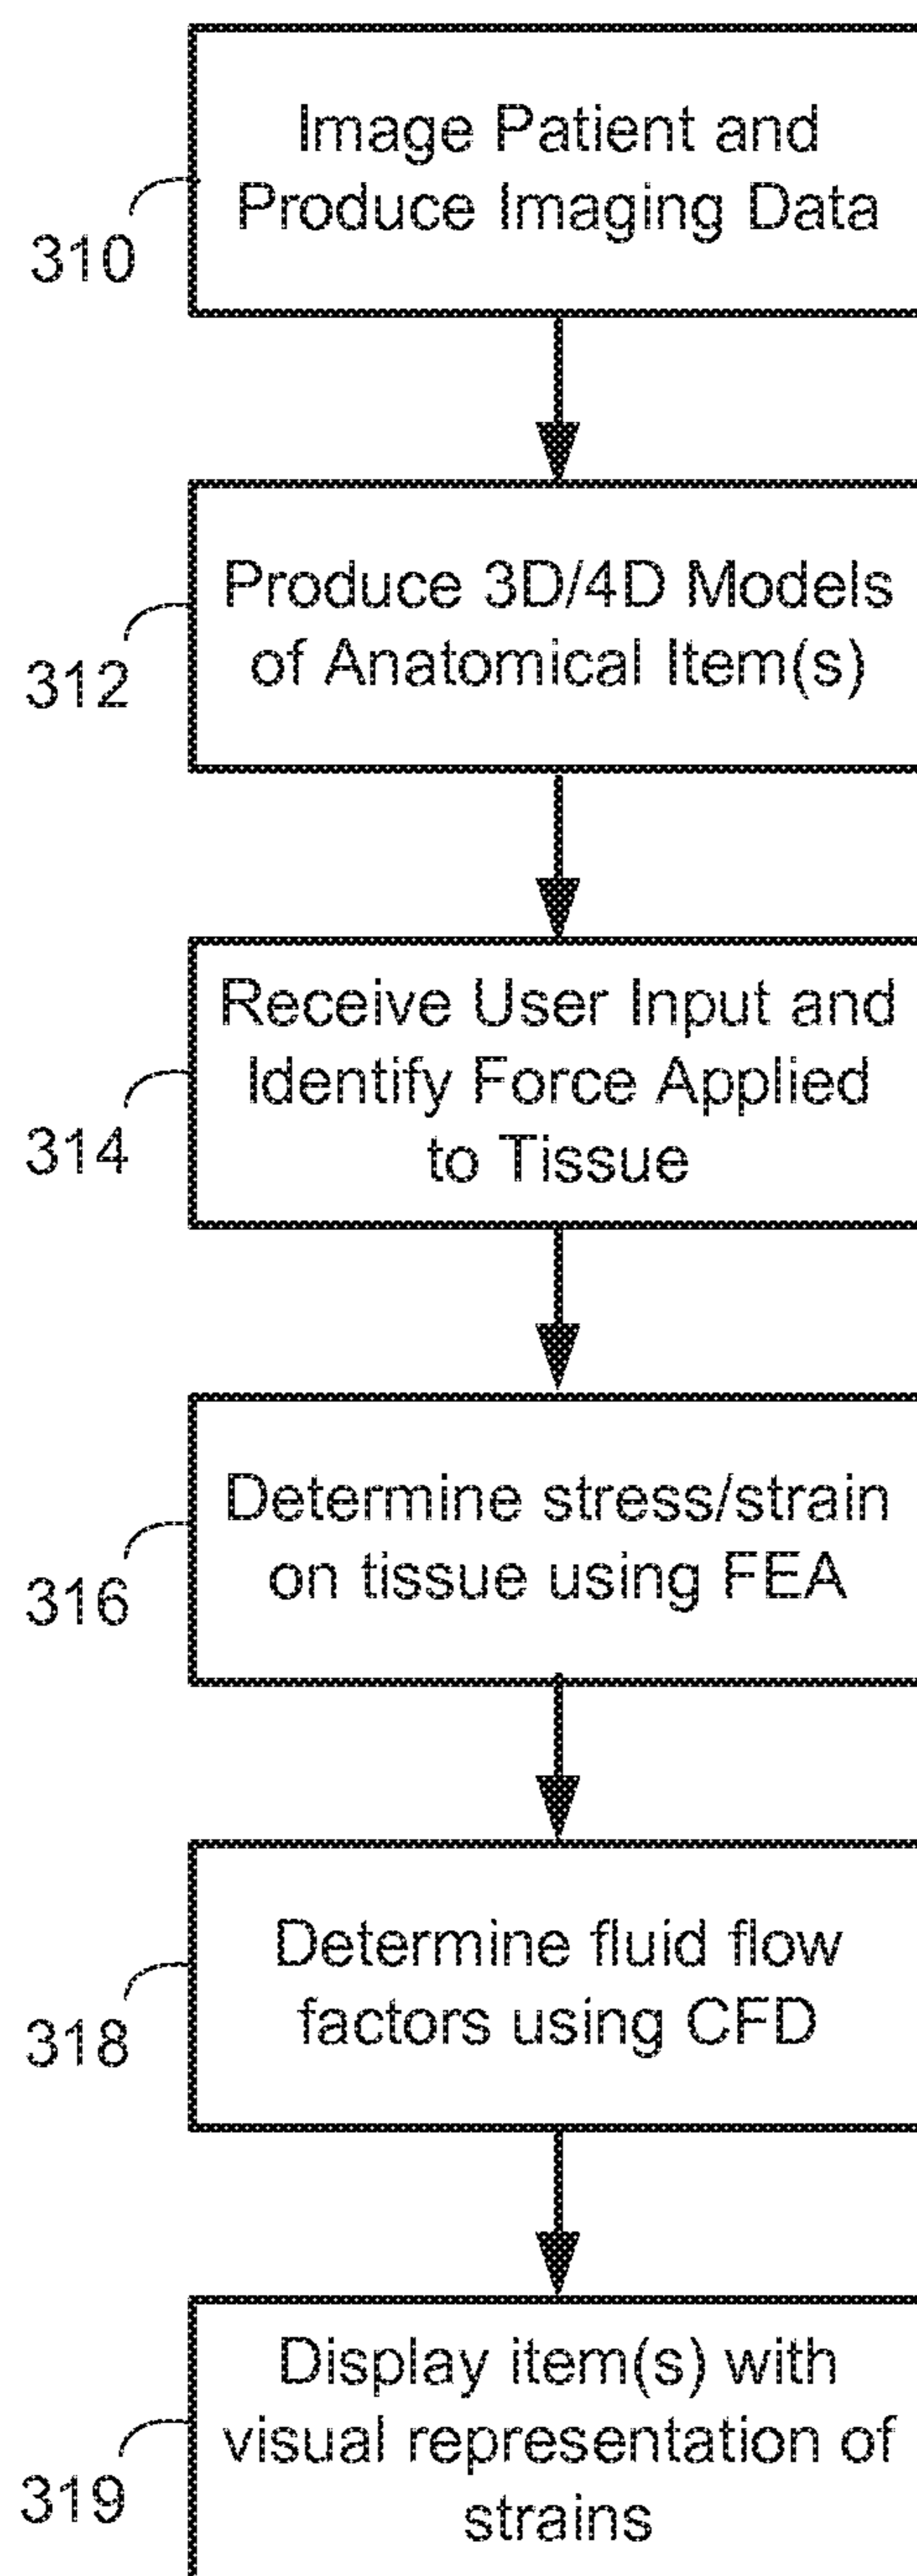 Image Patient and
Produce Imaging Data
310
Produce 3D/4D Models
of Anatomical Item(s)
312
Receive User Input and
Identify Force Applied
to Tissue
314
Determine stress/strain
on tissue using FEA
316
Determine fluid flow
factors using CFD
318
Display item(s) with
visual representation of
strains
319